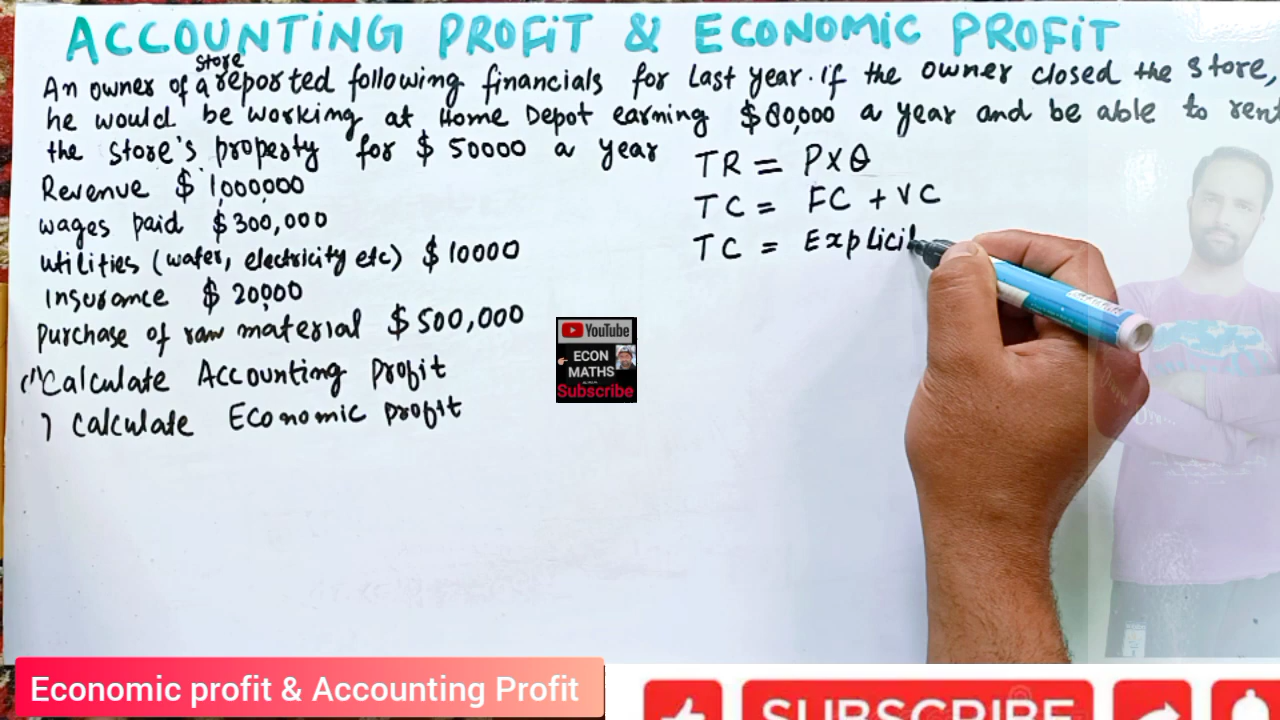 ACCOUNTING PROFiT & ECONOMIC PROFiT
store
An owner of a reported following financials for Last year. if the owner closed the store,
he would be working at Home Depot earning $80,000 a year and be able to rent
the store's property for $ 50000 a year
Revenue $ 1,000,000
wages paid $300,000
utilities (water, electricity etc) $ 10000
Insurance $ 20,000
purchase of raw material $500,000
(1) Calculate Accounting Profit
) Calculate Economic profit
TR = P×Q
TC = FC + VC
TC = Explicit
YouTube
ECON
MATHS
Subscribe
Economic profit & Accounting Profit
SUBSCRIBE